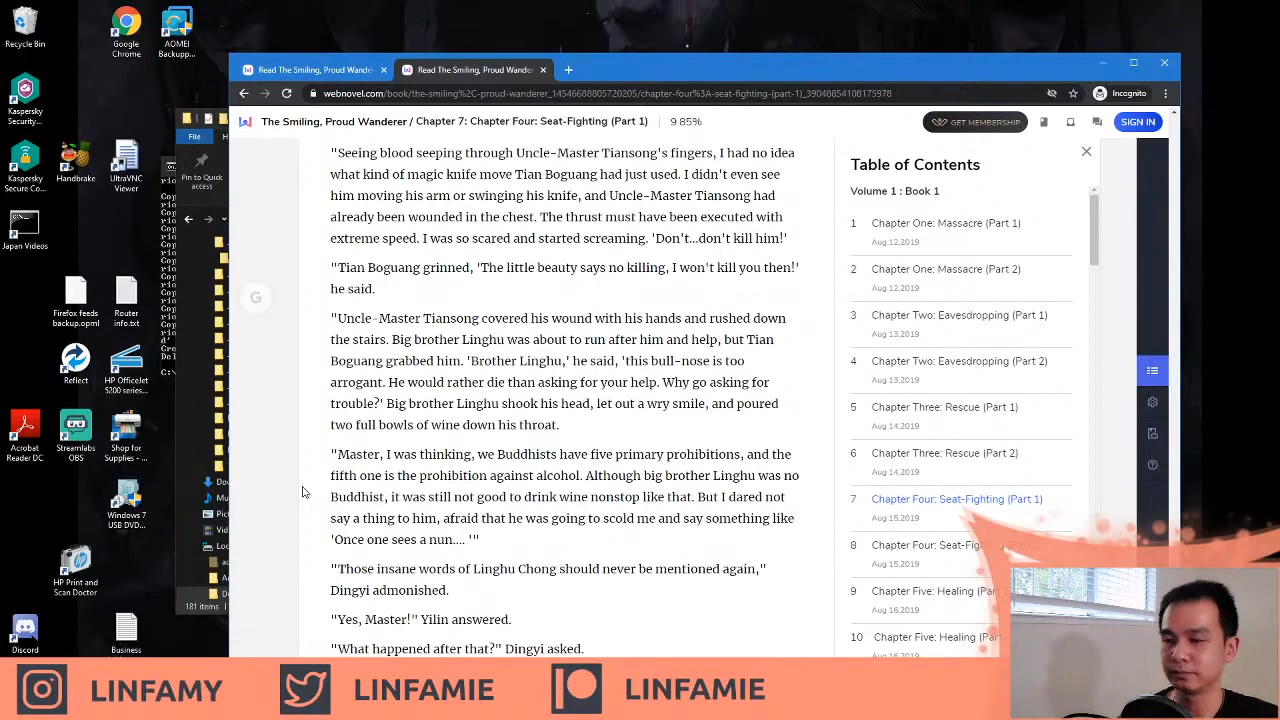 Recycle Bin
Google
Chrome
AOMEI
Backupp...
Kaspersky
Security...
Kaspersky
Secure Co...
Handbrake
UltraVNC
Viewer
Japan Videos
Firefox feeds
backup.opml
Router
info.txt
Reflect
HP OfficeJet
5200 series...
Acrobat
Reader DC
Streamlabs
OBS
Shop for
Supplies - ...
Windows 7
USB DVD...
HP Print and
Scan Doctor
Discord
Business
File
Pin to Quick
access
181 items
Read The Smiling, Proud Wande
Read The Smiling, Proud Wande
webnovel.com/book/the-smiling%2C-proud-wanderer_14546688805720205/chapter-four%3A-seat-fighting-(part-1)_39048854108175978
Incognito
The Smiling, Proud Wanderer / Chapter 7: Chapter Four: Seat-Fighting (Part 1) 9.85%
GET MEMBERSHIP
SIGN IN
"Seeing blood seeping through Uncle-Master Tiansong's fingers, I had no idea
what kind of magic knife move Tian Boguang had just used. I didn't even see
him moving his arm or swinging his knife, and Uncle-Master Tiansong had
already been wounded in the chest. The thrust must have been executed with
extreme speed. I was so scared and started screaming. 'Don't...don't kill him!'
"Tian Boguang grinned, 'The little beauty says no killing, I won't kill you then!'
he said.
"Uncle-Master Tiansong covered his wound with his hands and rushed down
the stairs. Big brother Linghu was about to run after him and help, but Tian
Boguang grabbed him. 'Brother Linghu,' he said, 'this bull-nose is too
arrogant. He would rather die than asking for your help. Why go asking for
trouble?' Big brother Linghu shook his head, let out a wry smile, and poured
two full bowls of wine down his throat.
"Master, I was thinking, we Buddhists have five primary prohibitions, and the
fifth one is the prohibition against alcohol. Although big brother Linghu was no
Buddhist, it was still not good to drink wine nonstop like that. But I dared not
say a thing to him, afraid that he was going to scold me and say something like
'Once one sees a nun.... '"
"Those insane words of Linghu Chong should never be mentioned again,"
Dingyi admonished.
"Yes, Master!" Yilin answered.
"What happened after that?" Dingyi asked.
Table of Contents
Volume 1 : Book 1
1 Chapter One: Massacre (Part 1)
Aug 12,2019
2 Chapter One: Massacre (Part 2)
Aug 12,2019
3 Chapter Two: Eavesdropping (Part 1)
Aug 13,2019
4 Chapter Two: Eavesdropping (Part 2)
Aug 13,2019
5 Chapter Three: Rescue (Part 1)
Aug 14,2019
6 Chapter Three: Rescue (Part 2)
Aug 14,2019
7 Chapter Four: Seat-Fighting (Part 1)
Aug 15,2019
8 Chapter Four: Seat-Fig
Aug 15,2019
9 Chapter Five: Healing (
Aug 16,2019
10 Chapter Five: Healing (Par
LINFAMY
LINFAMIE
LINFAMIE